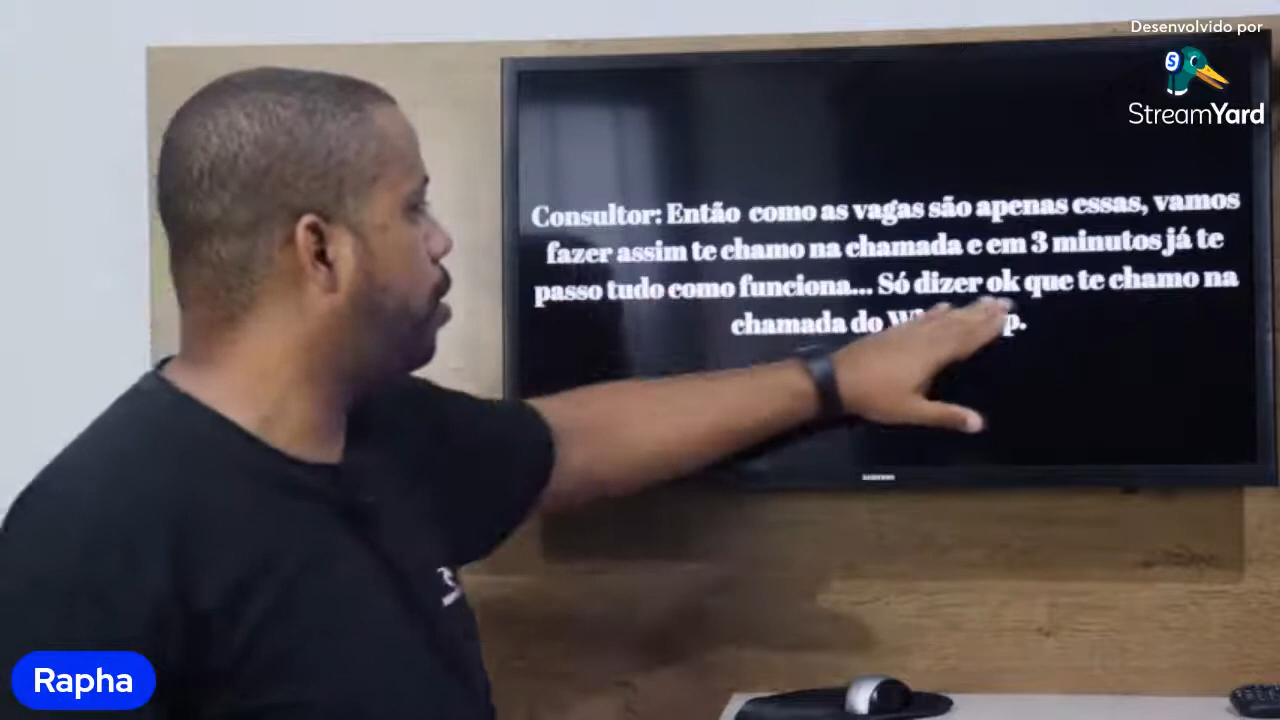 Desenvolvido por
StreamYard
Consultor: Então como as vagas são apenas essas, vamos
fazer assim te chamo na chamada e em 3 minutos já te
passo tudo como funciona... Só dizer ok que te chamo na
chamada do
Rapha